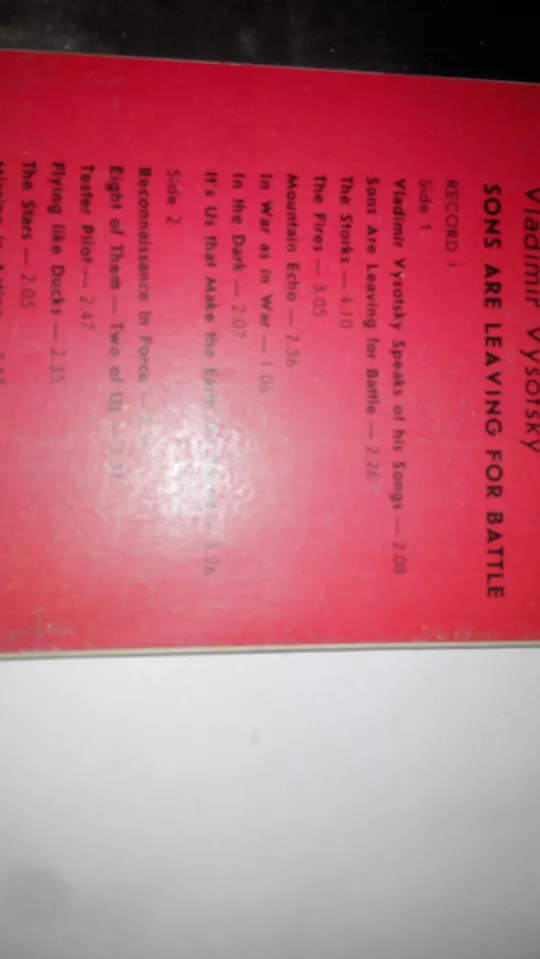 Vladimir Vysotsky
SONS ARE LEAVING FOR BATTLE
RECORD 1
Side 1
Vladimir Vysotsky Speaks of his Songs — 2.08
Sons Are Leaving for Battle — 2.26
The Storks — 4.10
The Fires — 3.05
Mountain Echo — 2.36
In War as in War — 1.06
In the Dark — 2.07
It's Us that Make the Earth — 3.26
Side 2
Reconnaissance in Force —
Eight of Them — Two of Us —
Tester Pilot — 2.47
Flying like Ducks — 2.35
The Stars — 2.05